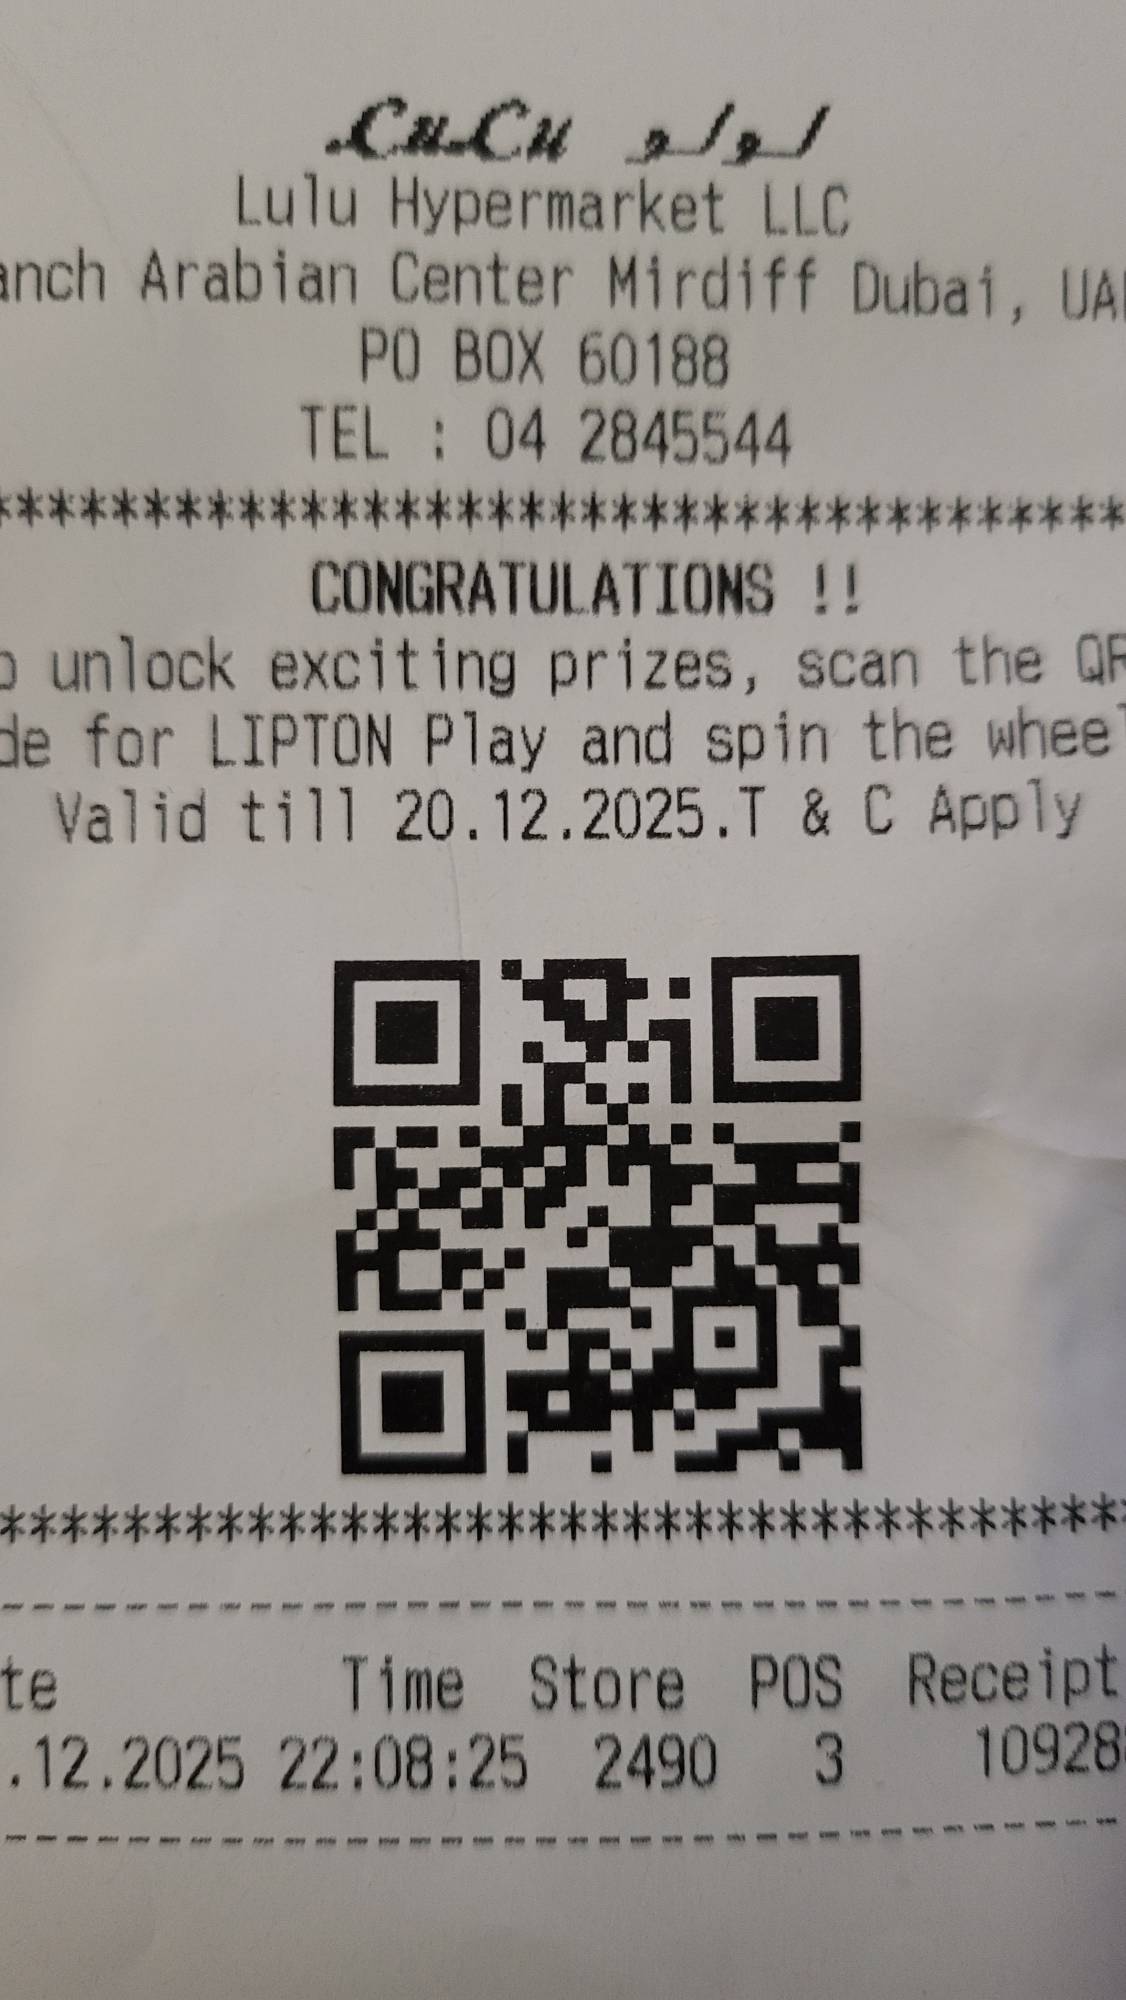 LuLu لولو
Lulu Hypermarket LLC
anch Arabian Center Mirdiff Dubai, UA
PO BOX 60188
TEL : 04 2845544
************************************
CONGRATULATIONS !!
o unlock exciting prizes, scan the QR
de for LIPTON Play and spin the wheel
Valid till 20.12.2025.T & C Apply
************************************
------------------------------------
te Time Store POS Receipt
.12.2025 22:08:25 2490 3 10928
------------------------------------